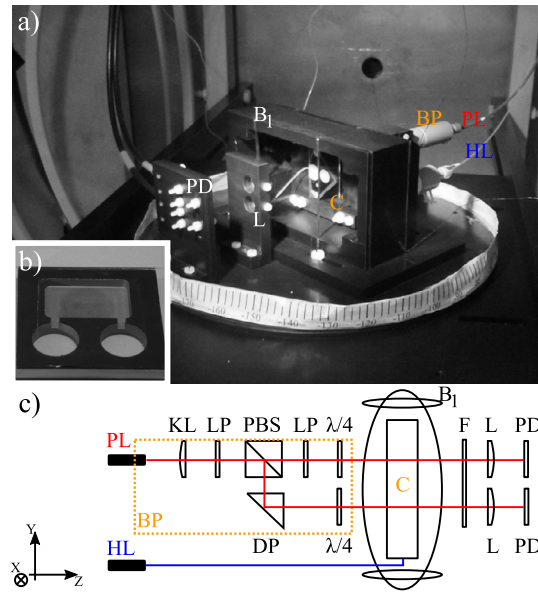 a)
B1
BP
PL
HL
PD
L
C
-160
-150
-140
-130
-120
-110
-100
b)
c)
B1
KL LP PBS LP λ/4 F L PD
PL
C
BP
DP λ/4 L PD
HL
Y
X Z